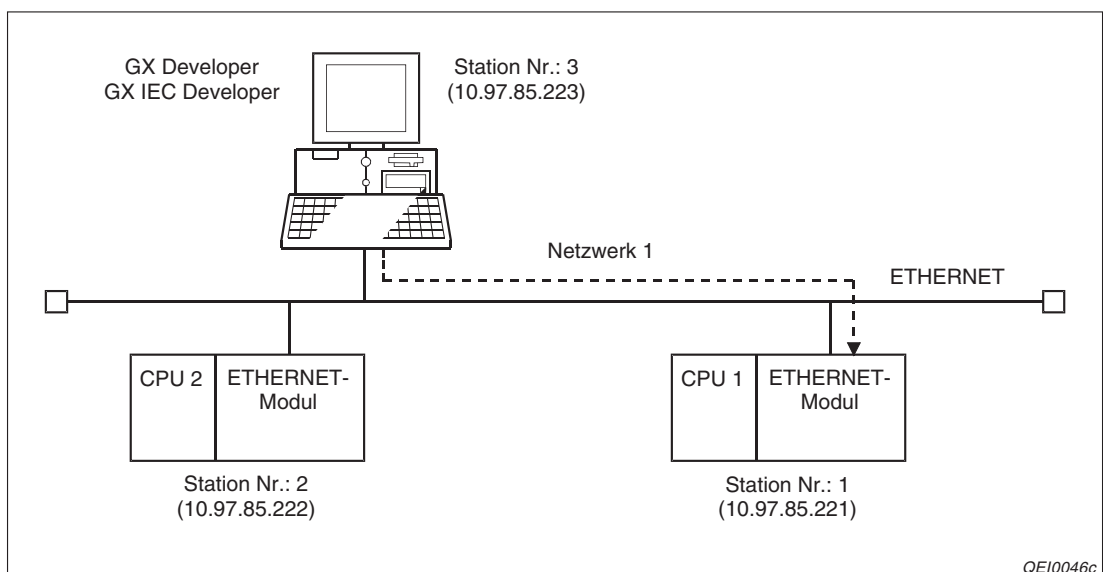 GX Developer
GX IEC Developer
Station Nr.: 3
(10.97.85.223)
Netzwerk 1
ETHERNET
CPU 2
ETHERNET-
Modul
CPU 1
ETHERNET-
Modul
Station Nr.: 2
(10.97.85.222)
Station Nr.: 1
(10.97.85.221)
QEI0046c